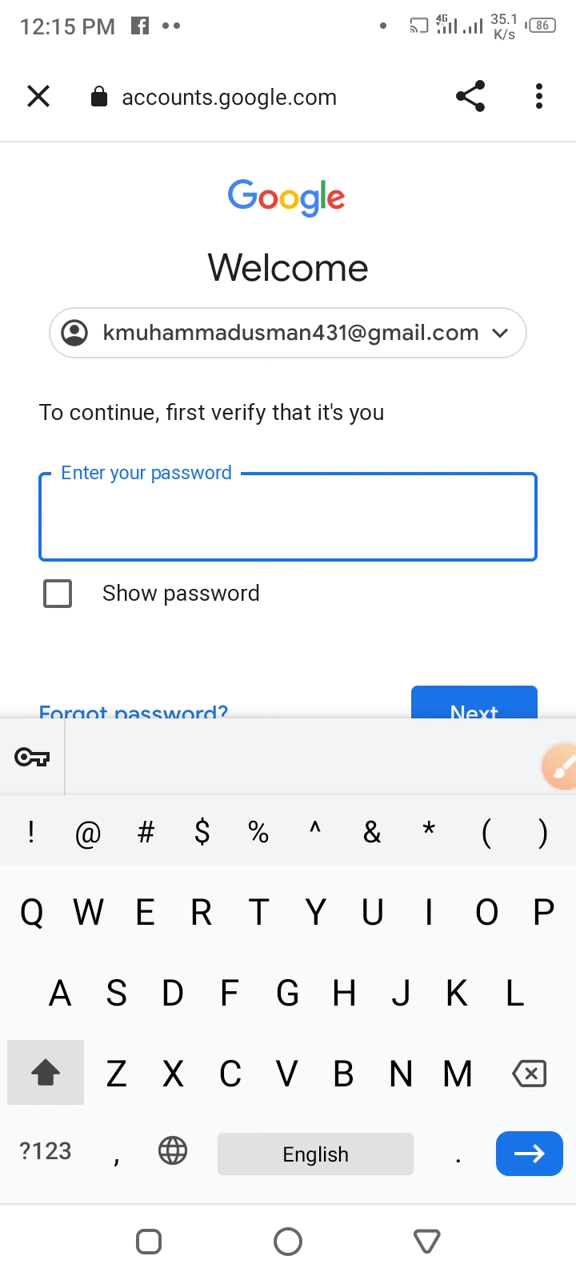 12:15 PM
4G
35.1
K/s
86
accounts.google.com
Google
Welcome
kmuhammadusman431@gmail.com
To continue, first verify that it's you
Enter your password
Show password
Forgot password?
Next
! @ # $ % ^ & * ( )
Q W E R T Y U I O P
A S D F G H J K L
Z X C V B N M
?123 , English .